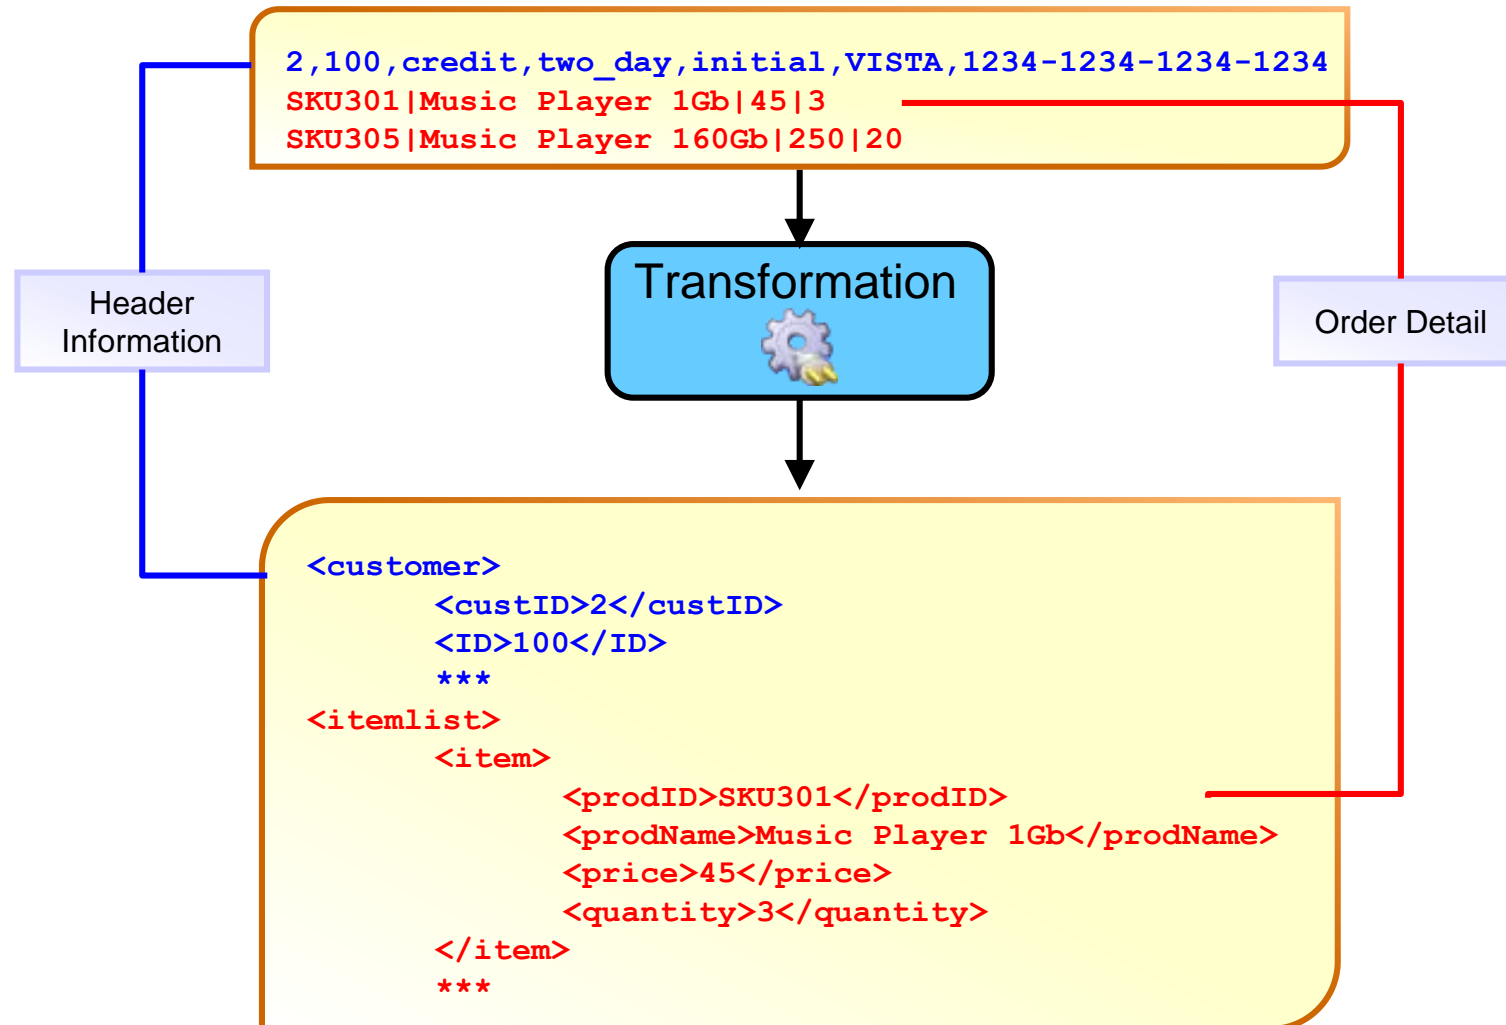 2,100,credit,two_day,initial,VISTA,1234-1234-1234-1234
SKU301|Music Player 1Gb|45|3
SKU305|Music Player 160Gb|250|20
Transformation
Header
Information
Order Detail
<customer>
<custID>2</custID>
<ID>100</ID>
***
<itemlist>
<item>
<prodID>SKU301</prodID>
<prodName>Music Player 1Gb</prodName>
<price>45</price>
<quantity>3</quantity>
</item>
***